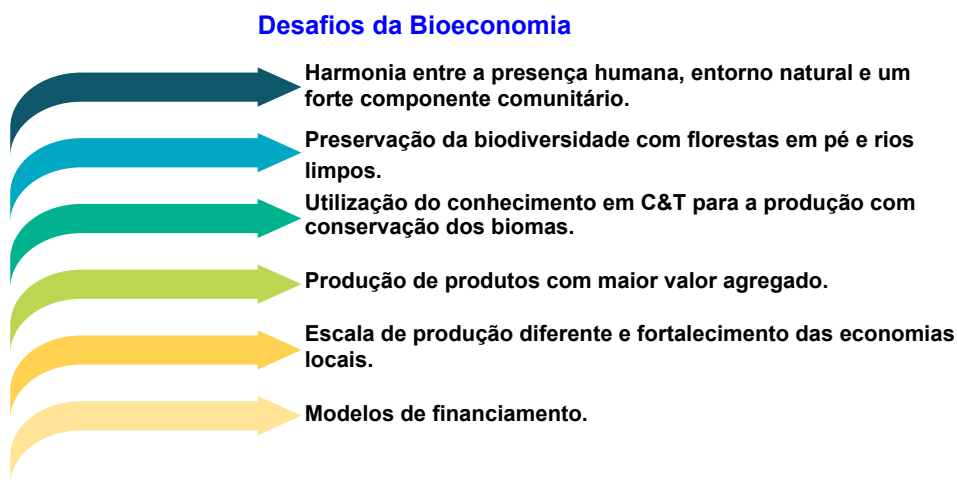 Desafios da Bioeconomia
Harmonia entre a presença humana, entorno natural e um
forte componente comunitário.
Preservação da biodiversidade com florestas em pé e rios
limpos.
Utilização do conhecimento em C&T para a produção com
conservação dos biomas.
Produção de produtos com maior valor agregado.
Escala de produção diferente e fortalecimento das economias
locais.
Modelos de financiamento.